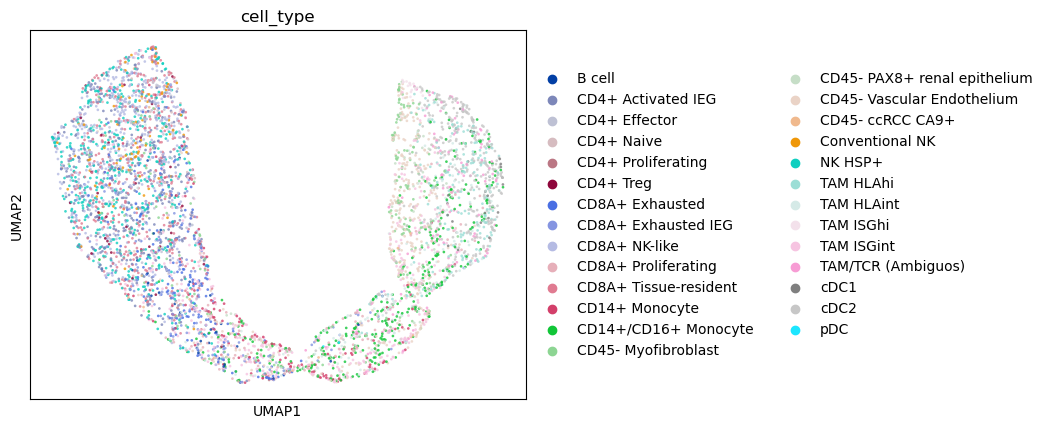 cell_type
UMAP2
UMAP1
B cell
CD4+ Activated IEG
CD4+ Effector
CD4+ Naive
CD4+ Proliferating
CD4+ Treg
CD8A+ Exhausted
CD8A+ Exhausted IEG
CD8A+ NK-like
CD8A+ Proliferating
CD8A+ Tissue-resident
CD14+ Monocyte
CD14+/CD16+ Monocyte
CD45- Myofibroblast
CD45- PAX8+ renal epithelium
CD45- Vascular Endothelium
CD45- ccRCC CA9+
Conventional NK
NK HSP+
TAM HLAhi
TAM HLAint
TAM ISGhi
TAM ISGint
TAM/TCR (Ambiguos)
cDC1
cDC2
pDC